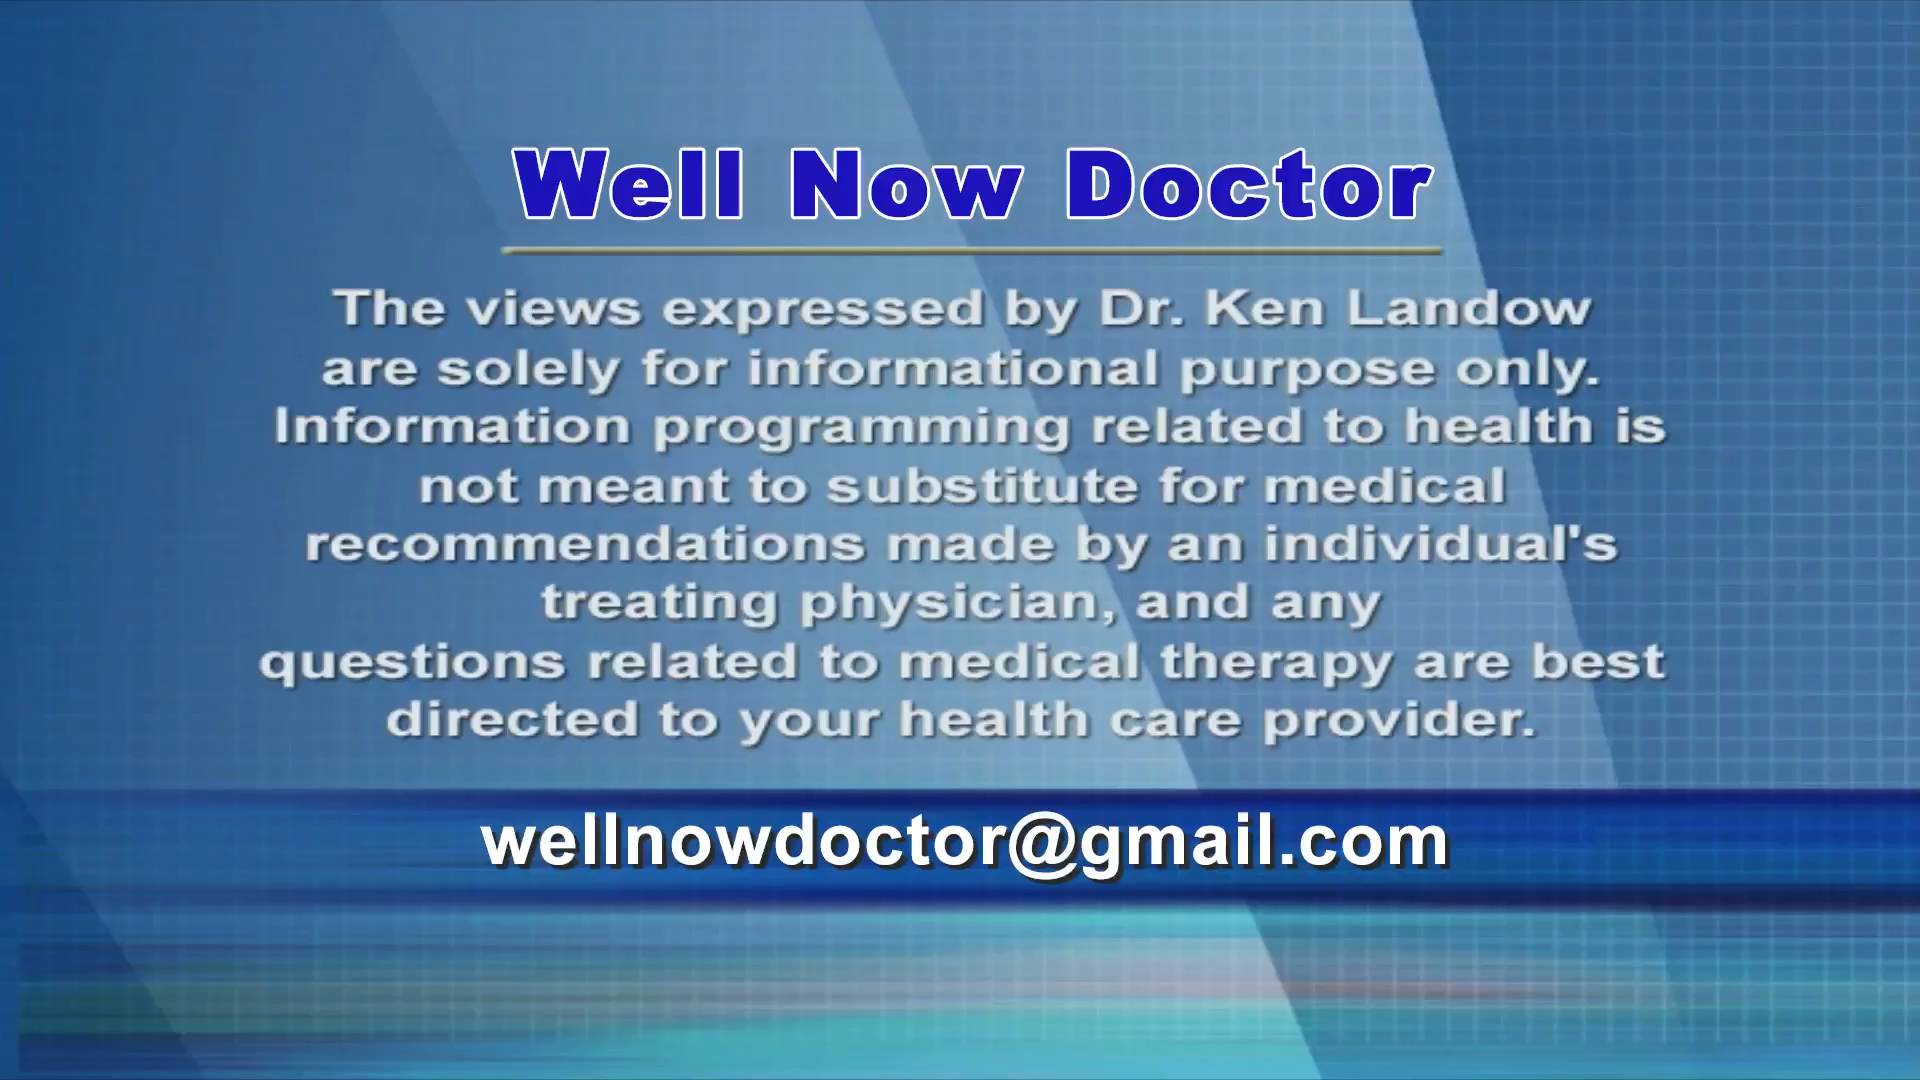 Well Now Doctor
The views expressed by Dr. Ken Landow
are solely for informational purpose only.
Information programming related to health is
not meant to substitute for medical
recommendations made by an individual's
treating physician, and any
questions related to medical therapy are best
directed to your health care provider.
wellnowdoctor@gmail.com